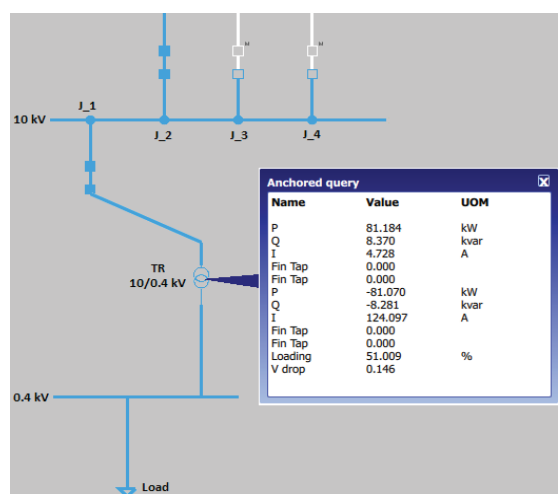 M
M
J_1
10 kV
J_2
J_3
J_4
Anchored query
X
Name Value UOM
P 81.184 kW
Q 8.370 kvar
I 4.728 A
Fin Tap 0.000
Fin Tap 0.000
P -81.070 kW
Q -8.281 kvar
I 124.097 A
Fin Tap 0.000
Fin Tap 0.000
Loading 51.009 %
V drop 0.146
TR
10/0.4 kV
0.4 kV
Load